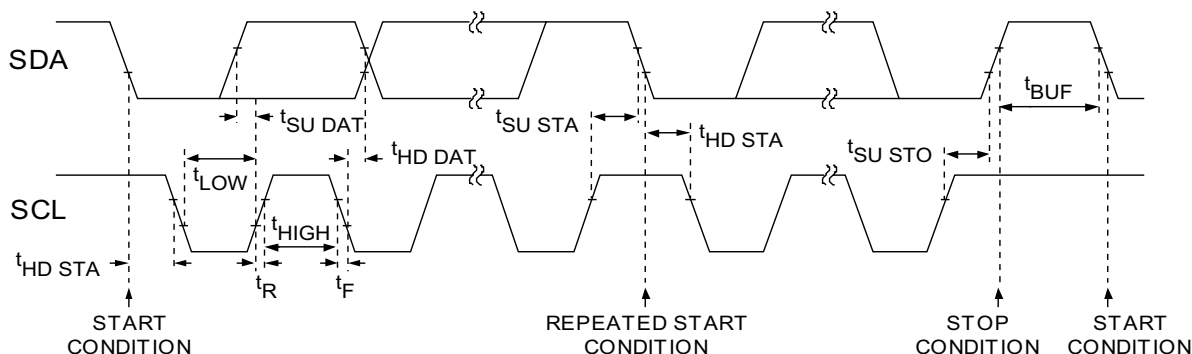 SDA
tSU DAT
tHD DAT
tSU STA
tHD STA
tSU STO
tBUF
SCL
tLOW
tHIGH
tHD STA
tR
tF
START
CONDITION
REPEATED START
CONDITION
STOP
CONDITION
START
CONDITION